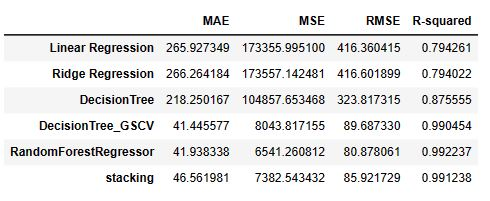 MAE MSE RMSE R-squared
Linear Regression 265.927349 173355.995100 416.360415 0.794261
Ridge Regression 266.264184 173557.142481 416.601899 0.794022
DecisionTree 218.250167 104857.653468 323.817315 0.875555
DecisionTree_GSCV 41.445577 8043.817155 89.687330 0.990454
RandomForestRegressor 41.938338 6541.260812 80.878061 0.992237
stacking 46.561981 7382.543432 85.921729 0.991238